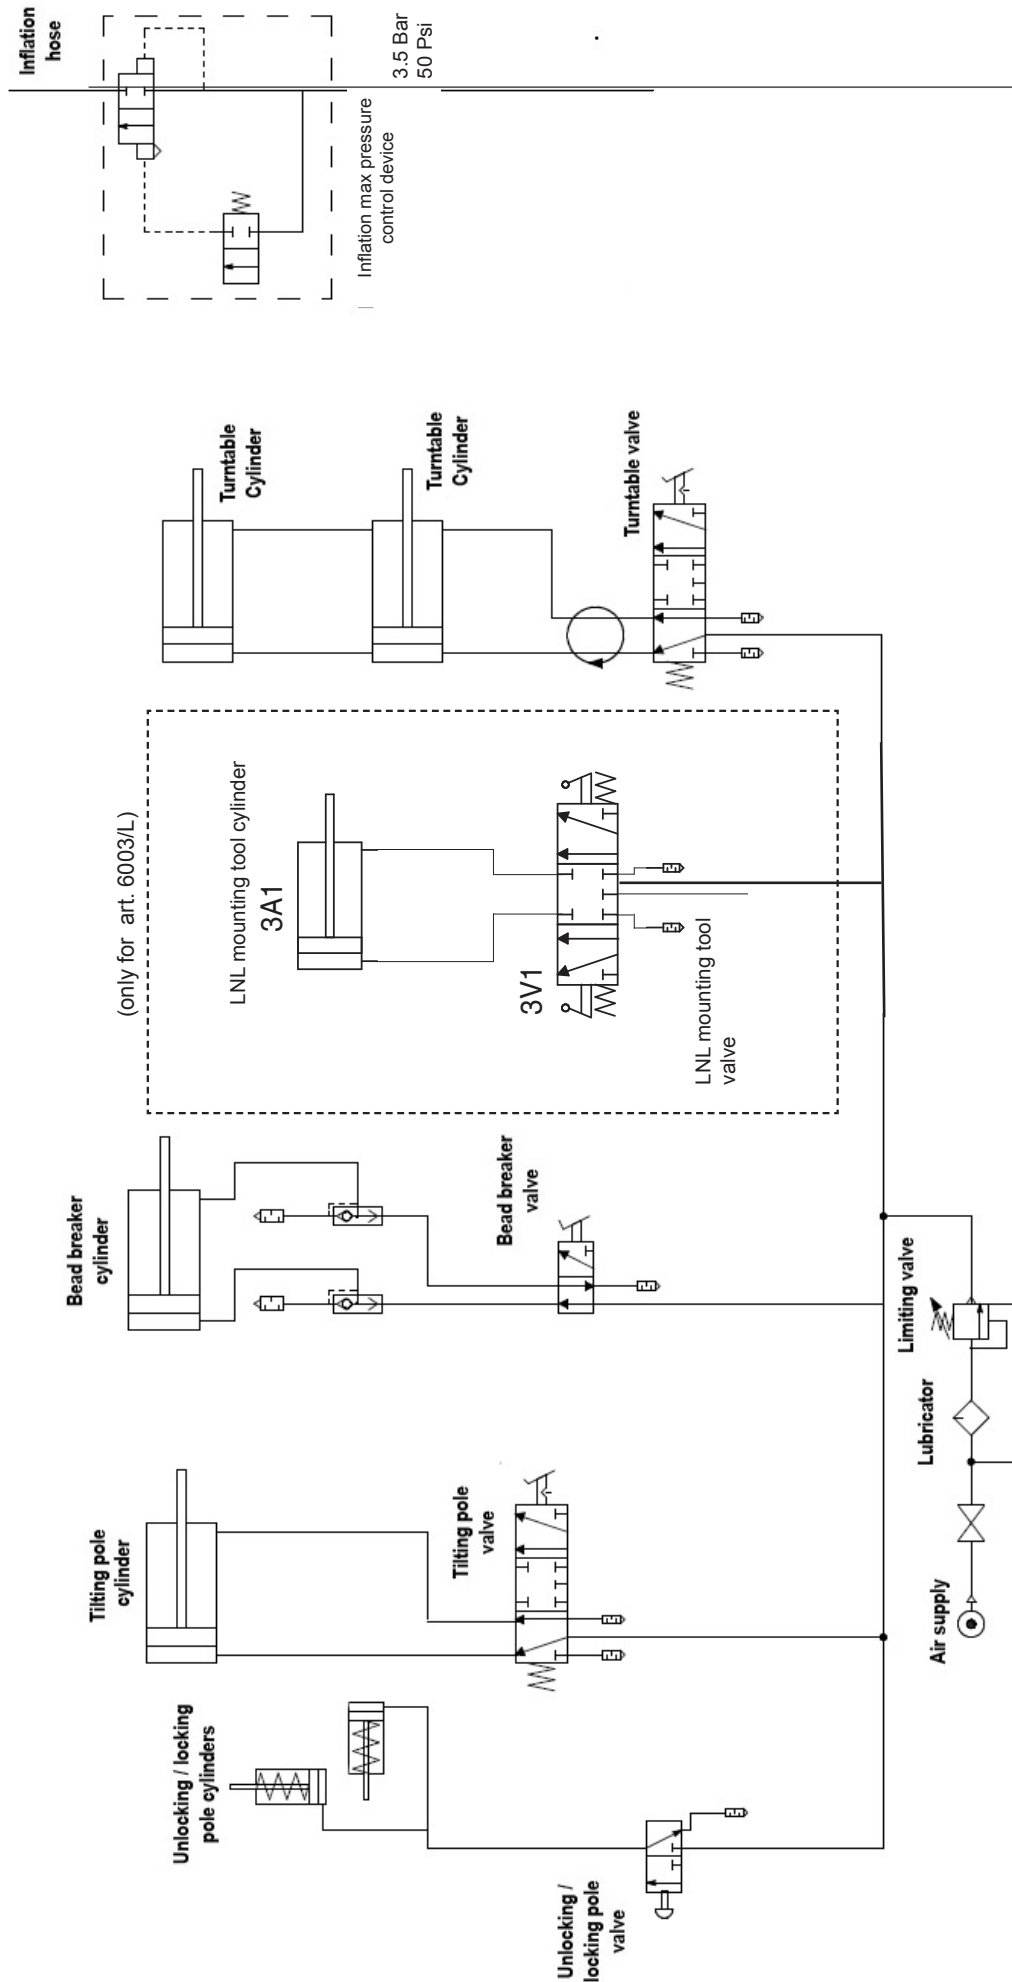 Inflation
hose
3.5 Bar
50 Psi
Inflation max pressure
control device
Turntable
Cylinder
Turntable
Cylinder
Turntable valve
(only for art. 6003/L)
LNL mounting tool cylinder
3A1
3V1
LNL mounting tool
valve
Bead breaker
cylinder
Bead breaker
valve
Limiting valve
Lubricator
Tilting pole
cylinder
Tilting pole
valve
Air supply
Unlocking / locking
pole cylinders
Unlocking /
locking pole
valve